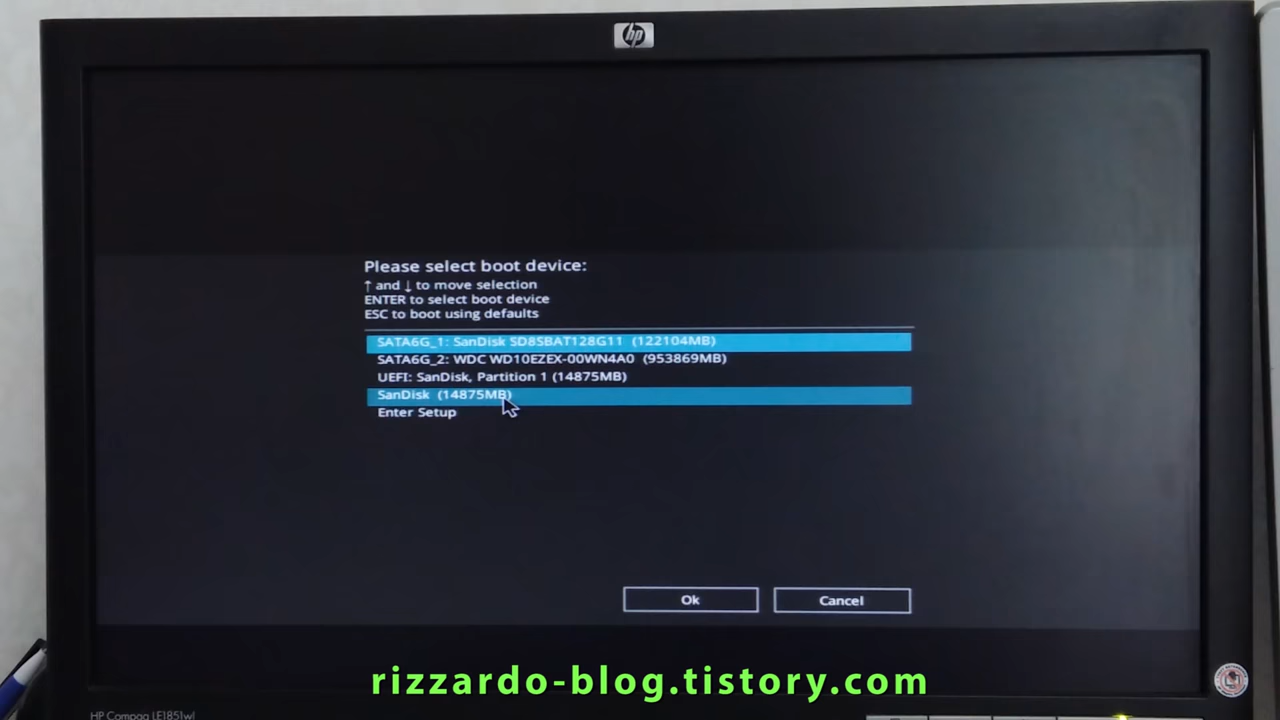 hp
Please select boot device:
↑ and ↓ to move selection
ENTER to select boot device
ESC to boot using defaults
SATA6G_1: SanDisk SD8SBAT128G11 (122104MB)
SATA6G_2: WDC WD10EZEX-00WN4A0 (953869MB)
UEFI: SanDisk, Partition 1 (14875MB)
SanDisk (14875MB)
Enter Setup
Ok Cancel
rizzardo-blog.tistory.com
HP Compaq LE1851wl